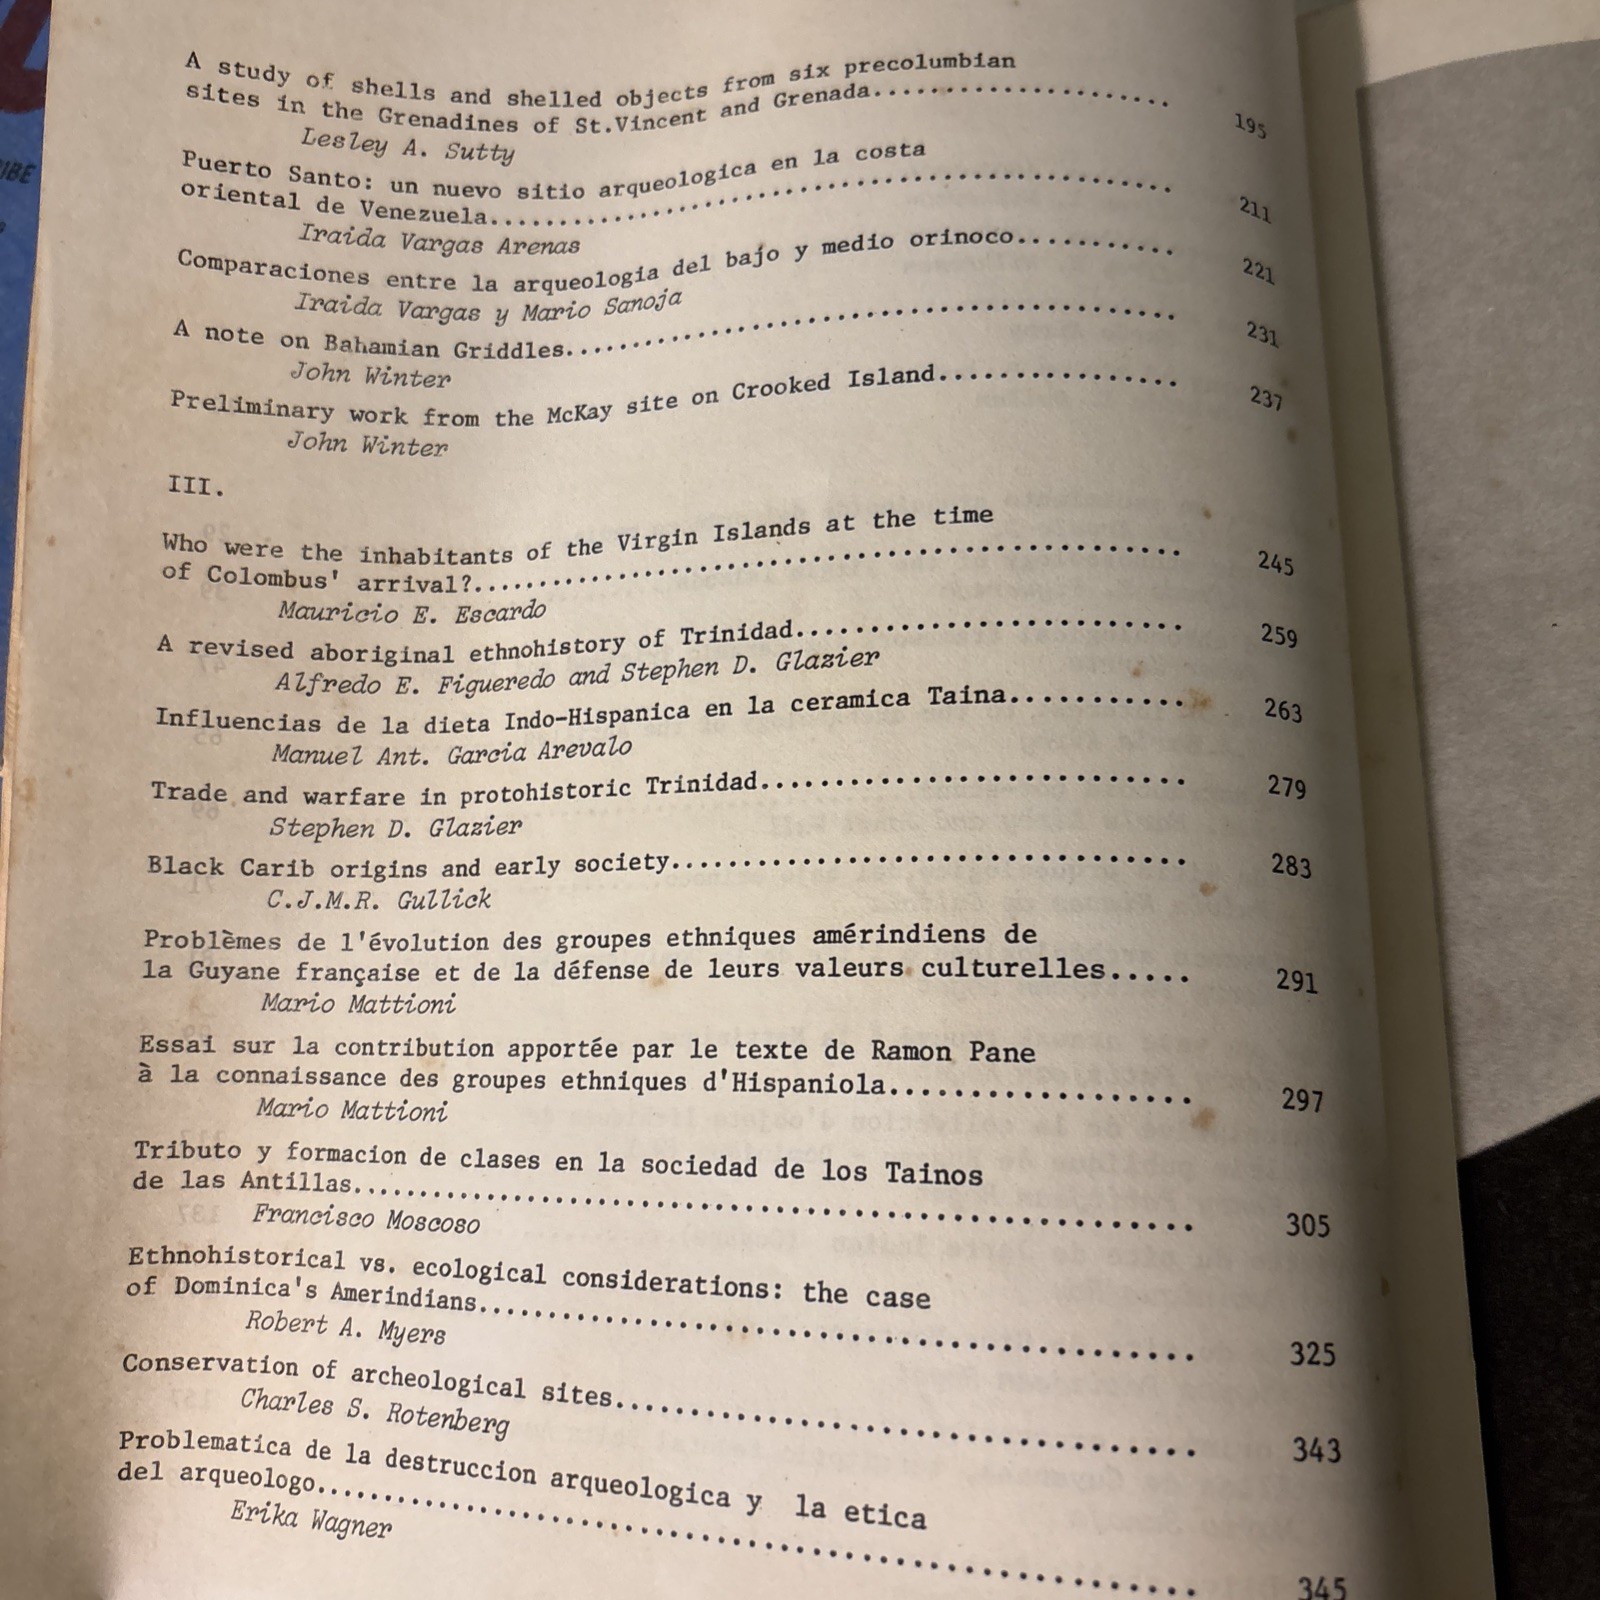 A study of shells and shelled objects from six precolumbian
sites in the Grenadines of St.Vincent and Grenada..................... 195
Lesley A. Sutty
Puerto Santo: un nuevo sitio arqueologica en la costa
oriental de Venezuela..................................................... 211
Iraida Vargas Arenas
Comparaciones entre la arqueologia del bajo y medio orinoco........... 221
Iraida Vargas y Mario Sanoja
A note on Bahamian Griddles............................................... 231
John Winter
Preliminary work from the McKay site on Crooked Island................ 237
John Winter
III.
Who were the inhabitants of the Virgin Islands at the time
of Colombus' arrival?..................................................... 245
Mauricio E. Escardo
A revised aboriginal ethnohistory of Trinidad.......................... 259
Alfredo E. Figueredo and Stephen D. Glazier
Influencias de la dieta Indo-Hispanica en la ceramica Taina........... 263
Manuel Ant. Garcia Arevalo
Trade and warfare in protohistoric Trinidad............................ 279
Stephen D. Glazier
Black Carib origins and early society.................................. 283
C.J.M.R. Gullick
Problèmes de l'évolution des groupes ethniques amérindiens de
la Guyane française et de la défense de leurs valeurs culturelles..... 291
Mario Mattioni
Essai sur la contribution apportée par le texte de Ramon Pane
à la connaissance des groupes ethniques d'Hispaniola.................. 297
Mario Mattioni
Tributo y formacion de clases en la sociedad de los Tainos
de las Antillas........................................................... 305
Francisco Moscoso
Ethnohistorical vs. ecological considerations: the case
of Dominica's Amerindians................................................ 325
Robert A. Myers
Conservation of archeological sites.................................... 343
Charles S. Rotenberg
Problematica de la destruccion arqueologica y la etica
del arqueologo............................................................ 345
Erika Wagner